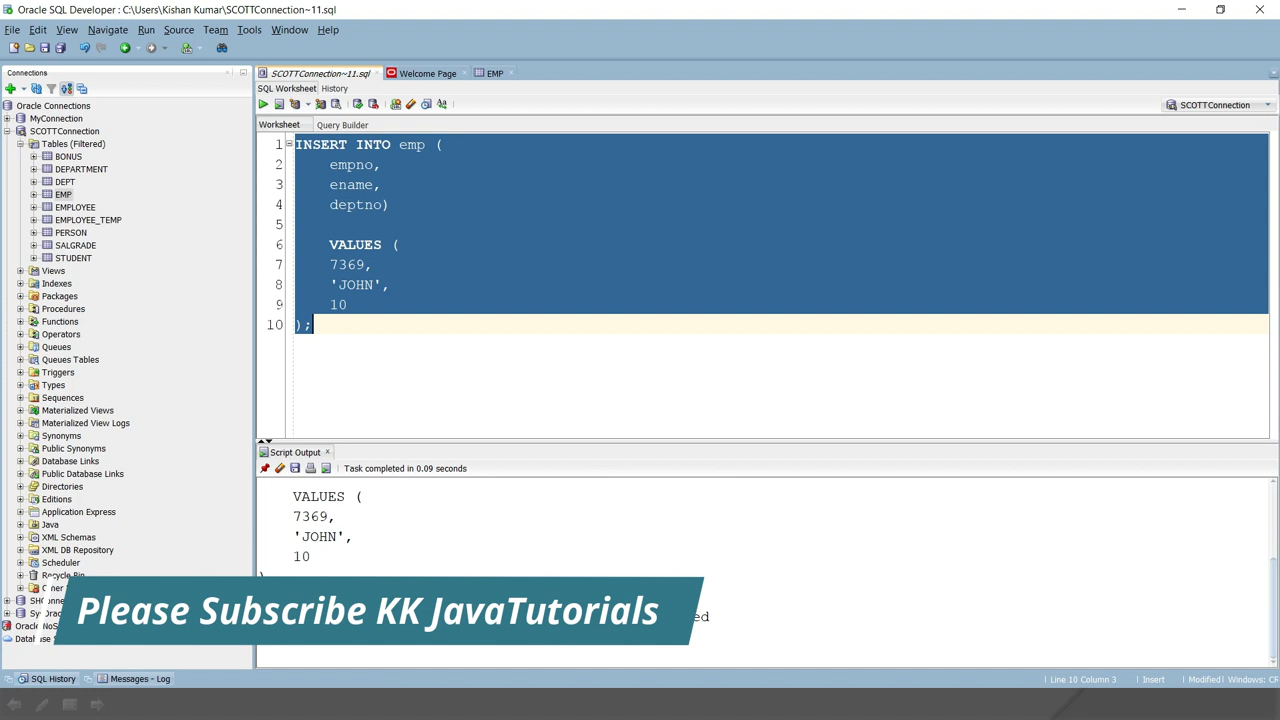 Oracle SQL Developer : C:\Users\Kishan Kumar\SCOTTConnection~11.sql
File Edit View Navigate Run Source Team Tools Window Help
Connections
Oracle Connections
MyConnection
SCOTTConnection
Tables (Filtered)
BONUS
DEPARTMENT
DEPT
EMP
EMPLOYEE
EMPLOYEE_TEMP
PERSON
SALGRADE
STUDENT
Views
Indexes
Packages
Procedures
Functions
Operators
Queues
Queues Tables
Triggers
Types
Sequences
Materialized Views
Materialized View Logs
Synonyms
Public Synonyms
Database Links
Public Database Links
Directories
Editions
Application Express
Java
XML Schemas
XML DB Repository
Scheduler
Recycle Bin
SCOTTConnection~11.sql Welcome Page EMP
SQL Worksheet History
SCOTTConnection
Worksheet Query Builder
1 INSERT INTO emp (
2 empno,
3 ename,
4 deptno)
5
6 VALUES (
7 7369,
8 'JOHN',
9 10
10 );
Script Output
Task completed in 0.09 seconds
VALUES (
7369,
'JOHN',
10
)
Please Subscribe KK JavaTutorials
SQL History Messages - Log
Line 10 Column 3 Insert Modified Windows: CR